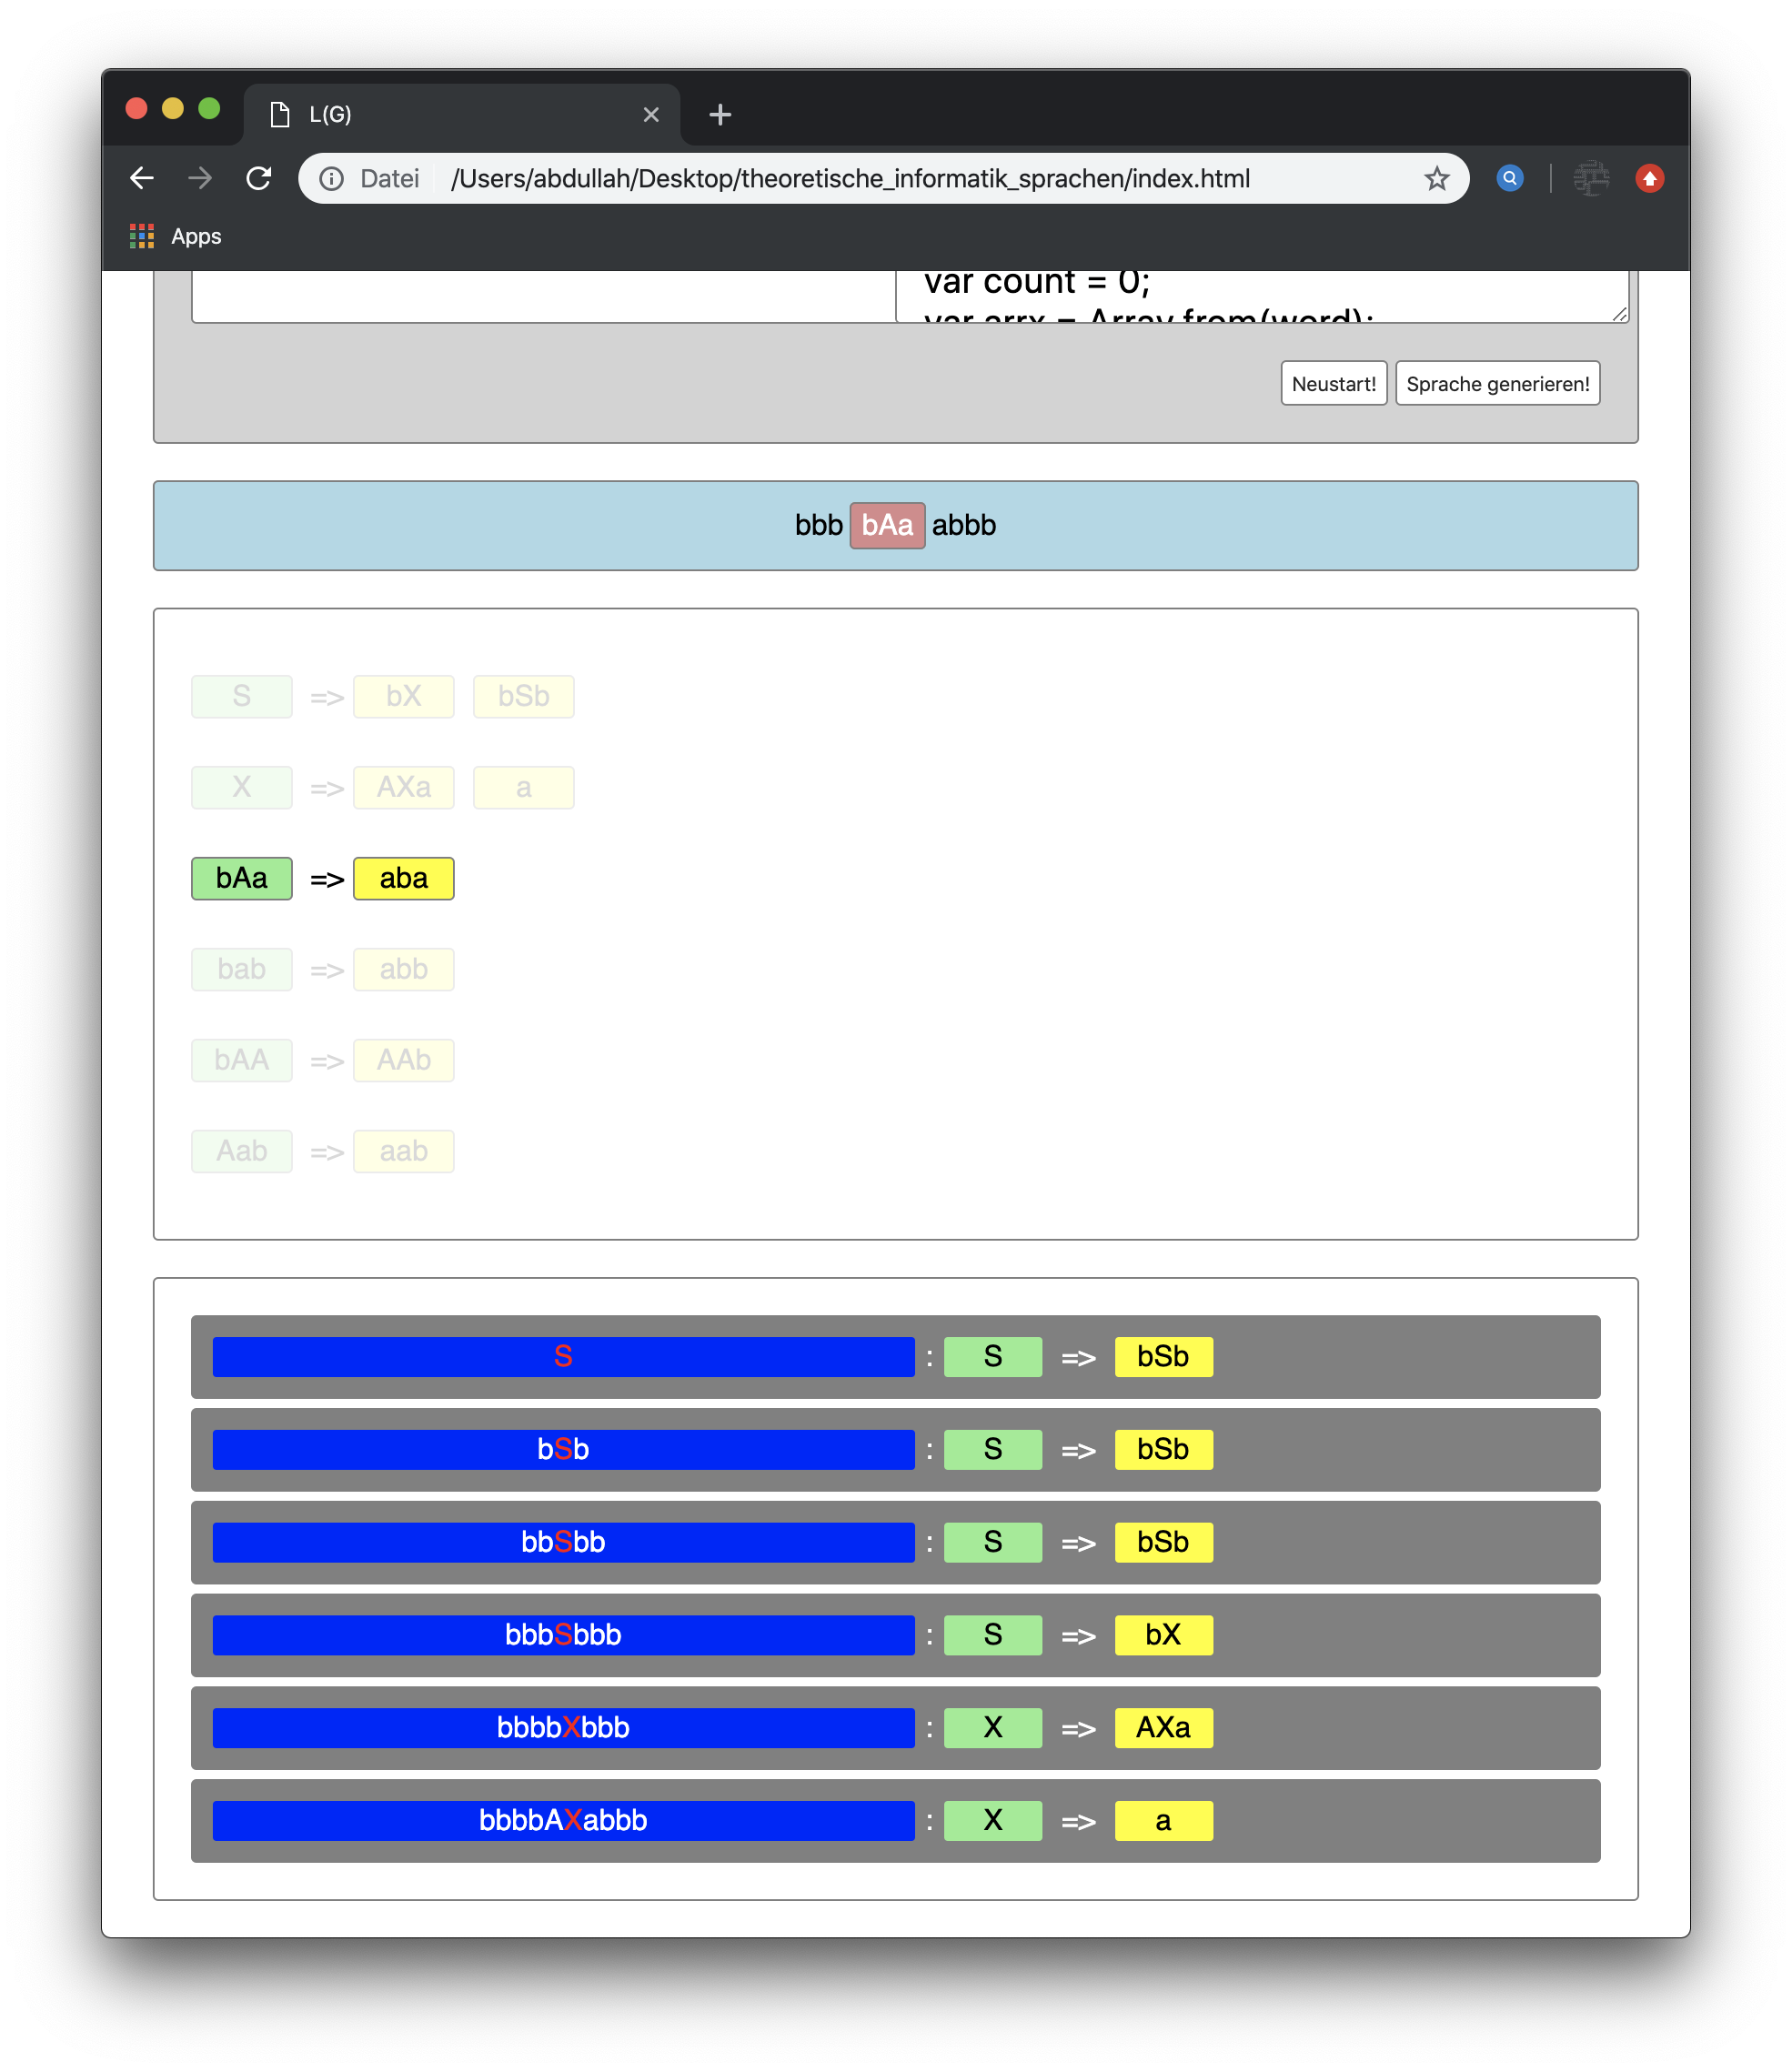 L(G)
Datei /Users/abdullah/Desktop/theoretische_informatik_sprachen/index.html
Apps
var count = 0;
var arrx = Array.from(word);
Neustart! Sprache generieren!
bbb bAa abbb
S => bX bSb
X => AXa a
bAa => aba
bab => abb
bAA => AAb
Aab => aab
S : S => bSb
bSb : S => bSb
bbSbb : S => bSb
bbbSbbb : S => bX
bbbbXbbb : X => AXa
bbbbAXabbb : X => a